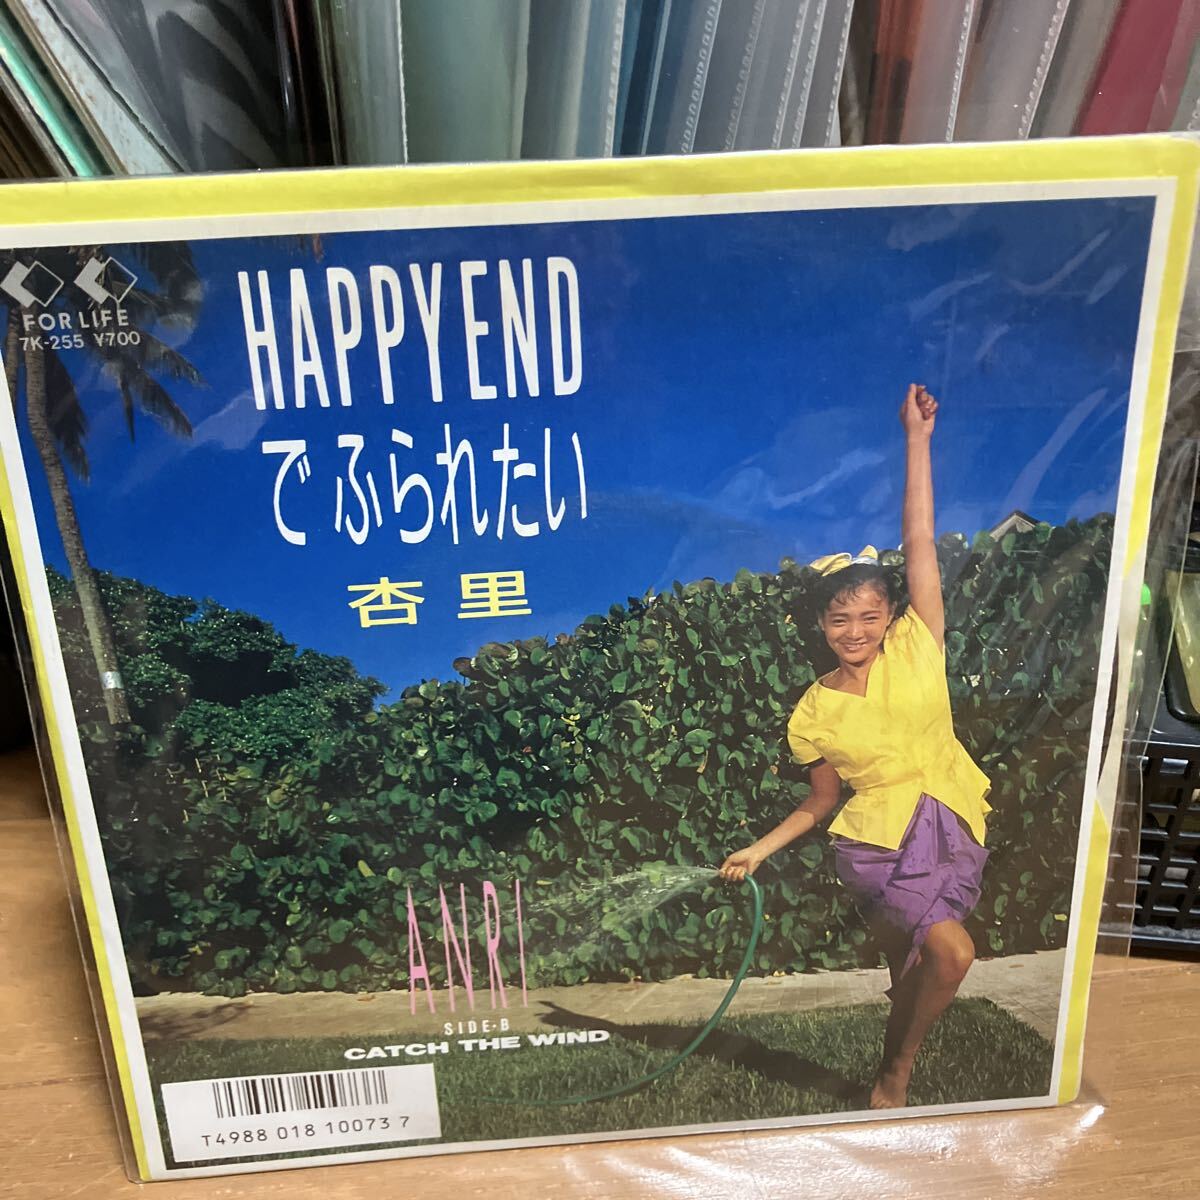 FOR LIFE
7K-255 ¥700
HAPPY END
でふられたい
杏里
ANRI
SIDE-B
CATCH THE WIND
T4988 018 10073 7